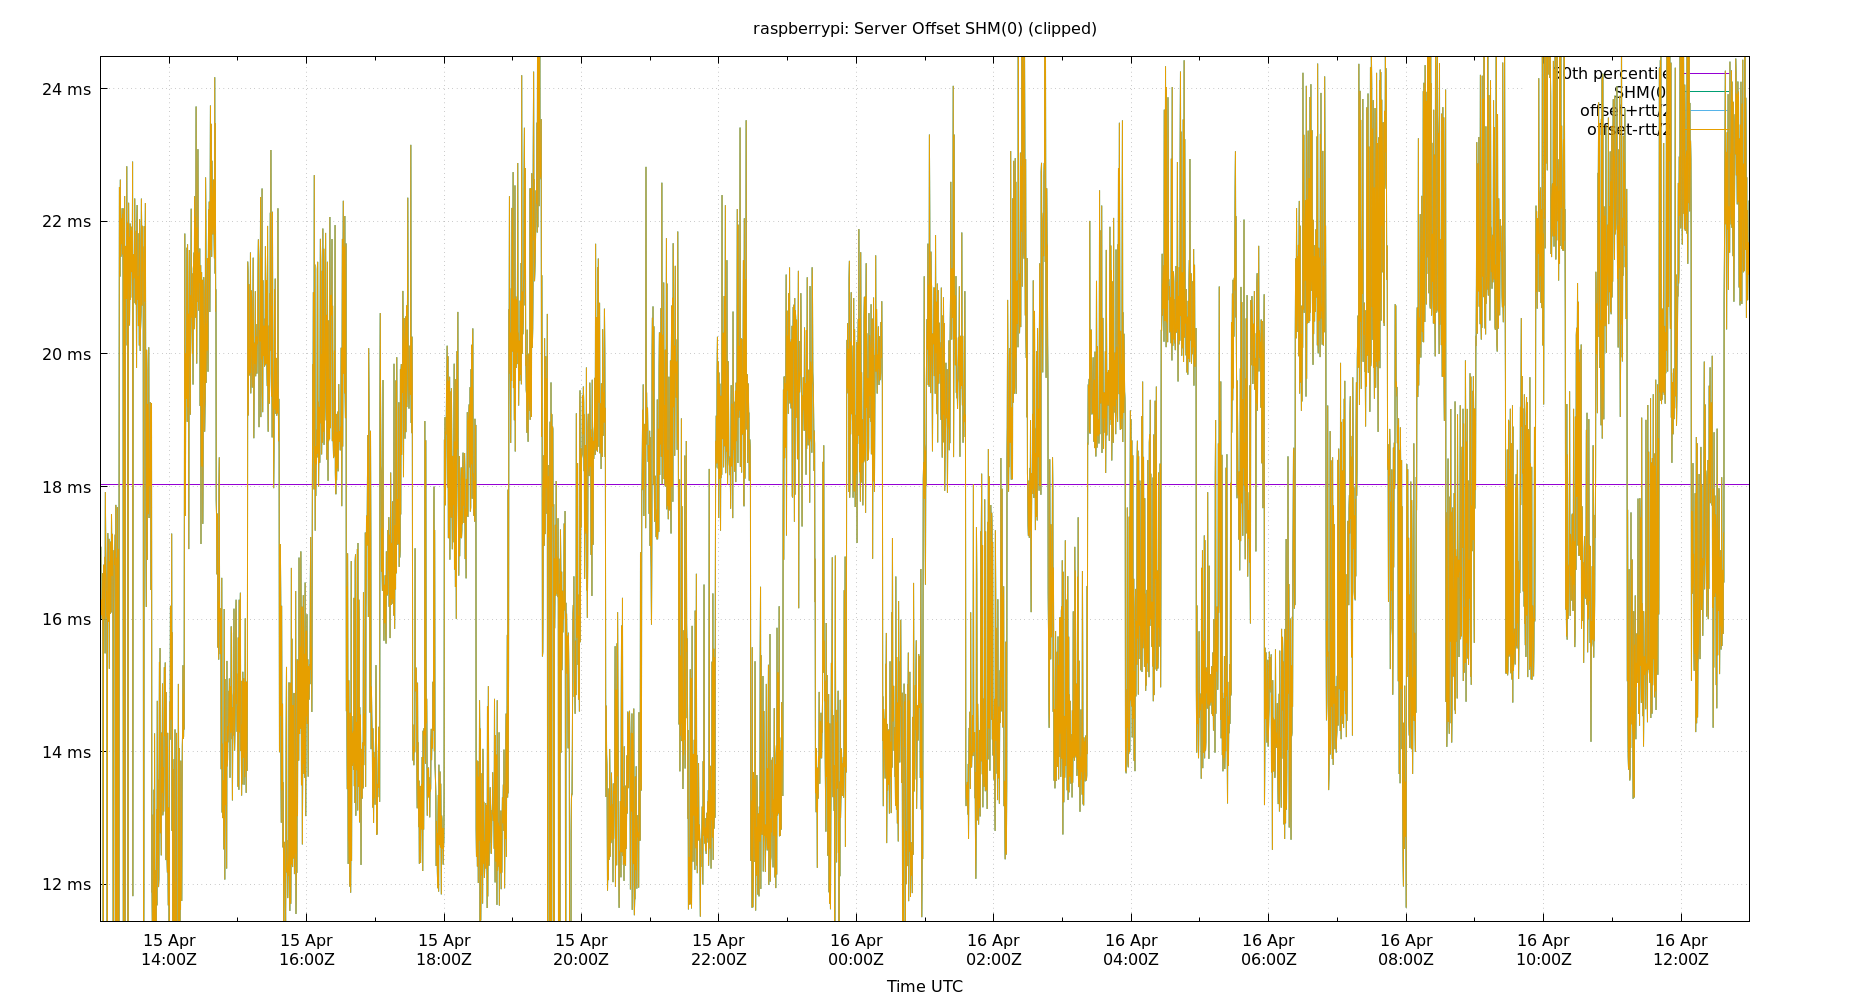 raspberrypi: Server Offset SHM(0) (clipped)
24 ms
22 ms
20 ms
18 ms
16 ms
14 ms
12 ms
percentile
SHM(0)
offset+rtt/2
offset-rtt/2
15 Apr 15 Apr 15 Apr 15 Apr 15 Apr 16 Apr 16 Apr 16 Apr 16 Apr 16 Apr 16 Apr 16 Apr
14:00Z 16:00Z 18:00Z 20:00Z 22:00Z 00:00Z 02:00Z 04:00Z 06:00Z 08:00Z 10:00Z 12:00Z
Time UTC